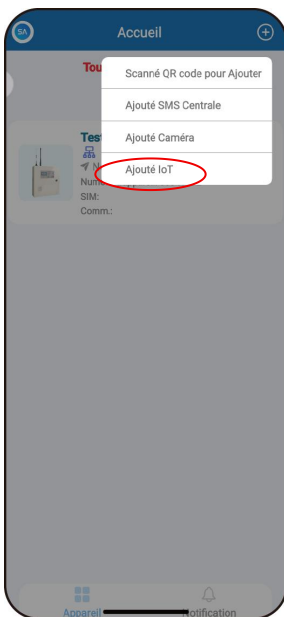 SA
Accueil
Tou
Scanné QR code pour Ajouter
Ajouté SMS Centrale
Ajouté Caméra
Ajouté IoT
Tes
N
Num
SIM:
Comm.:
Appareil
Notification